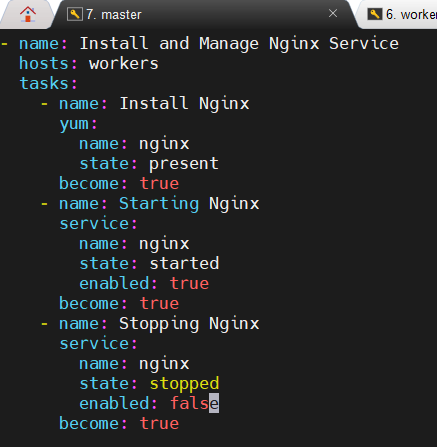 7. master
6. worke
- name: Install and Manage Nginx Service
  hosts: workers
  tasks:
    - name: Install Nginx
      yum:
        name: nginx
        state: present
      become: true
    - name: Starting Nginx
      service:
        name: nginx
        state: started
        enabled: true
      become: true
    - name: Stopping Nginx
      service:
        name: nginx
        state: stopped
        enabled: false
      become: true